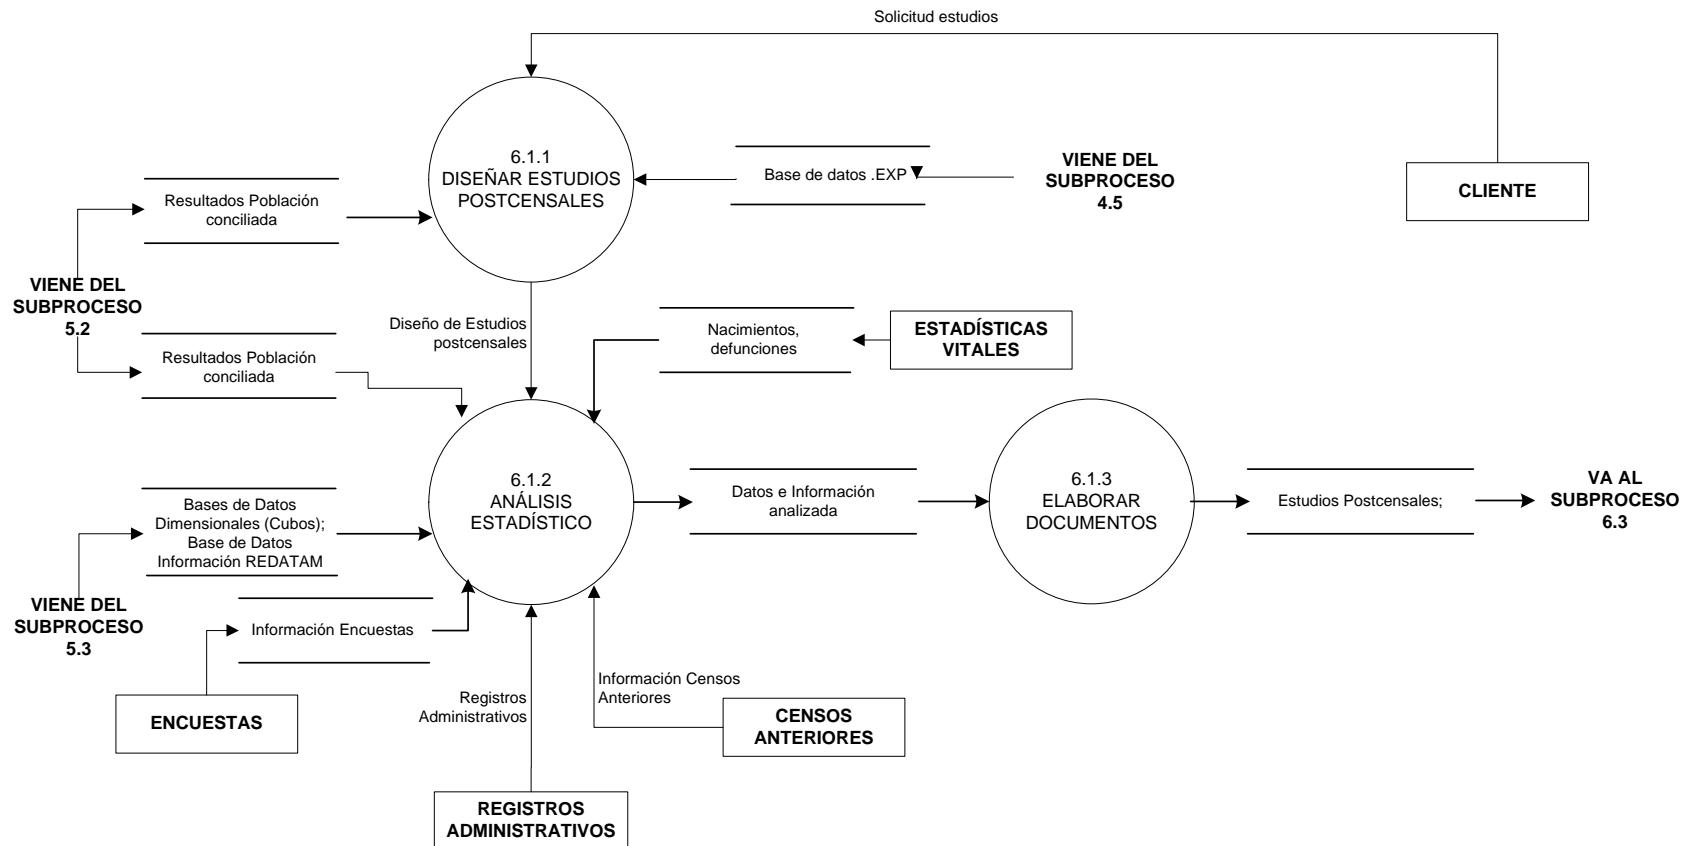 Solicitud estudios
6.1.1
DISEÑAR ESTUDIOS
POSTCENSALES
Base de datos .EXP
VIENE DEL
SUBPROCESO
4.5
CLIENTE
Resultados Población
conciliada
VIENE DEL
SUBPROCESO
5.2
Resultados Población
conciliada
Diseño de Estudios
postcensales
Nacimientos,
defunciones
ESTADÍSTICAS
VITALES
6.1.2
ANÁLISIS
ESTADÍSTICO
Datos e Información
analizada
6.1.3
ELABORAR
DOCUMENTOS
Estudios Postcensales;
VA AL
SUBPROCESO
6.3
Bases de Datos
Dimensionales (Cubos);
Base de Datos
Información REDATAM
VIENE DEL
SUBPROCESO
5.3
Información Encuestas
ENCUESTAS
Registros
Administrativos
Información Censos
Anteriores
CENSOS
ANTERIORES
REGISTROS
ADMINISTRATIVOS